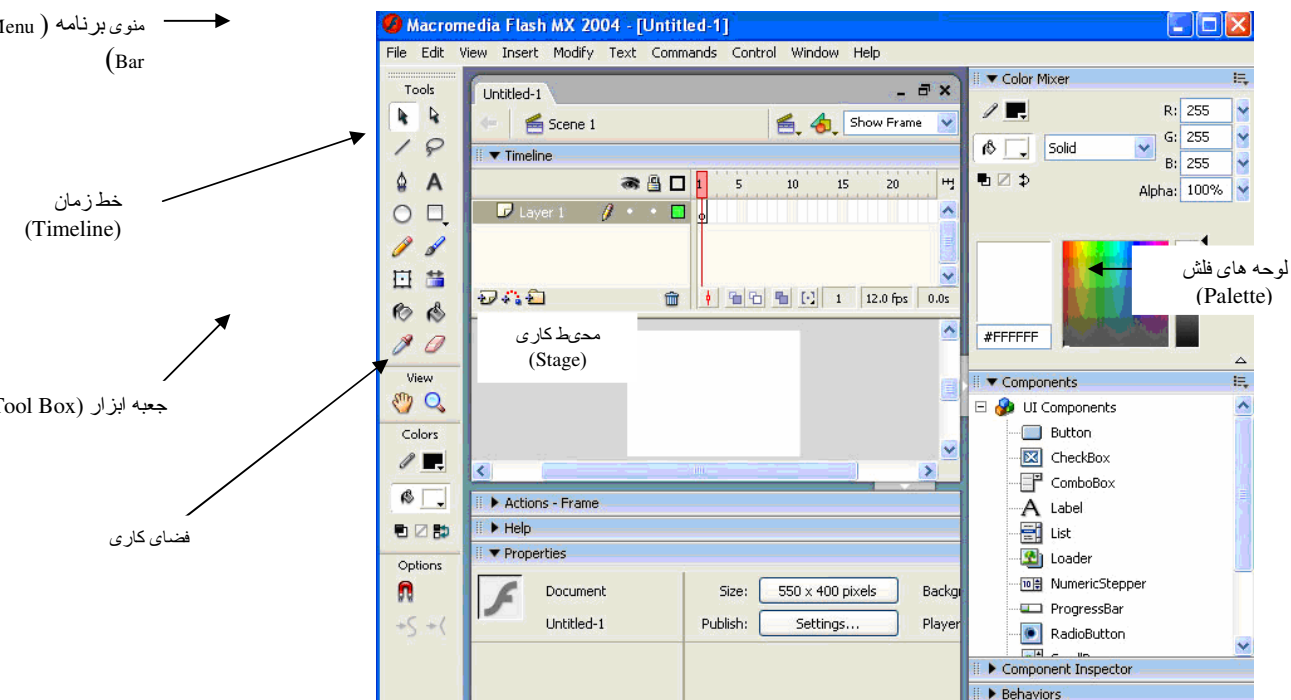 Macromedia Flash MX 2004 - [Untitled-1]
File Edit View Insert Modify Text Commands Control Window Help
منوی برنامه (Menu
Bar)
خط زمان
(Timeline)
جعبه ابزار (Tool Box
فضای کاری
Tools
View
Colors
Options
Untitled-1
Scene 1
Show Frame
Timeline
1 5 10 15 20
Layer 1
1 12.0 fps 0.0s
محیط کاری
(Stage)
Actions - Frame
Help
Properties
Document
Size: 550 x 400 pixels
Untitled-1
Publish: Settings...
Player
Color Mixer
R: 255
Solid
G: 255
B: 255
Alpha: 100%
لوحه های فلش
(Palette)
#FFFFFF
Components
UI Components
Button
CheckBox
ComboBox
Label
List
Loader
NumericStepper
ProgressBar
RadioButton
Component Inspector
Behaviors